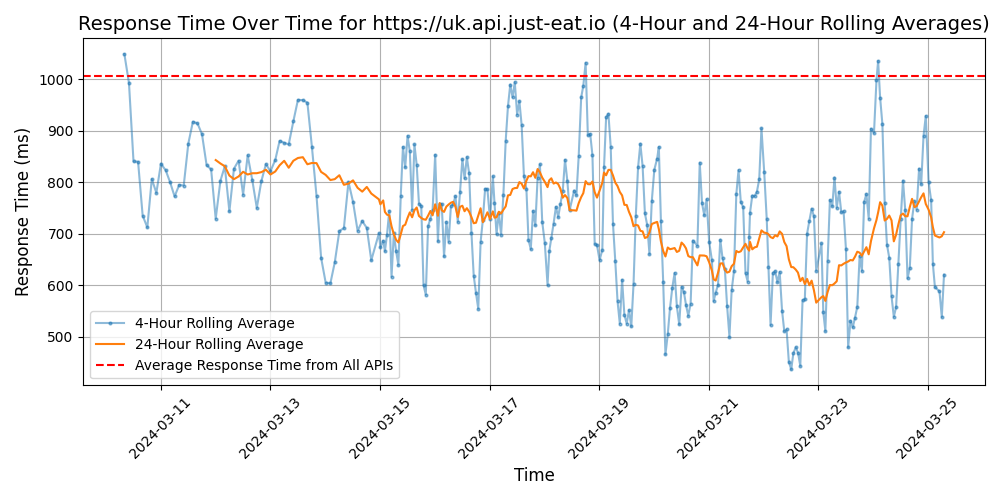 Response Time Over Time for https://uk.api.just-eat.io (4-Hour and 24-Hour Rolling Averages)
Response Time (ms)
1000
900
800
700
600
500
4-Hour Rolling Average
24-Hour Rolling Average
Average Response Time from All APIs
2024-03-11
2024-03-13
2024-03-15
2024-03-17
2024-03-19
2024-03-21
2024-03-23
2024-03-25
Time